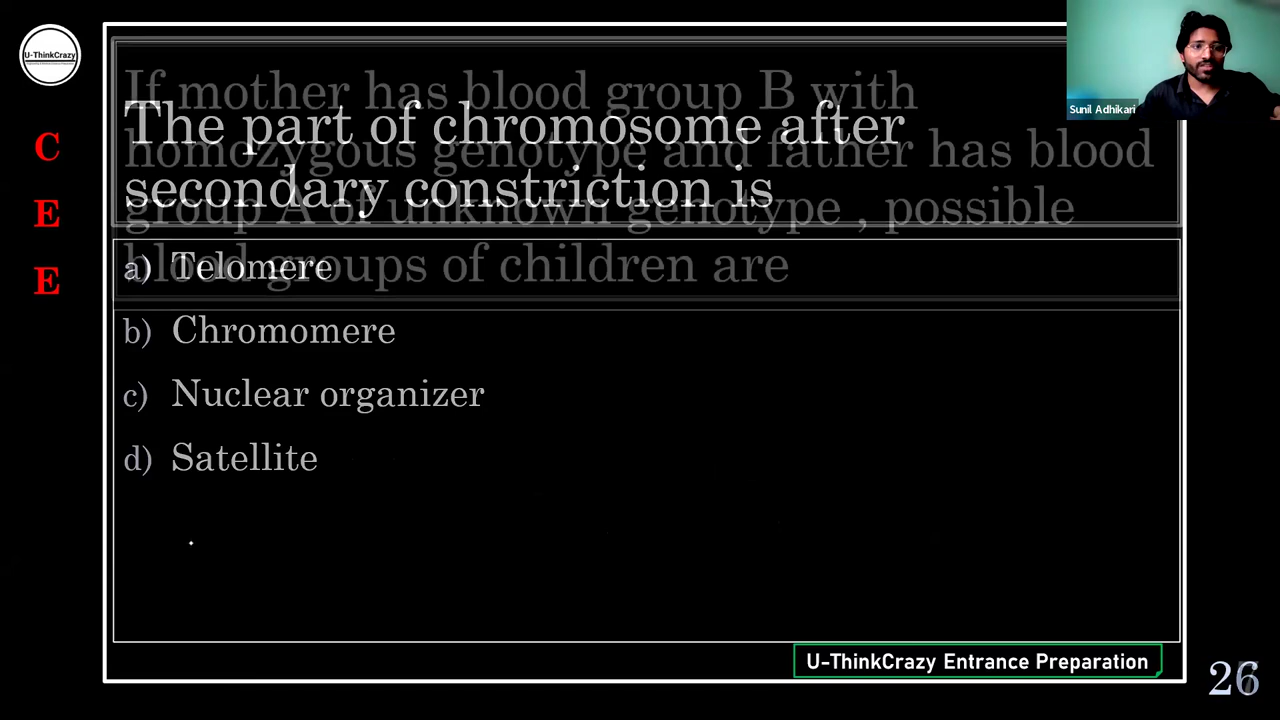 U-ThinkCrazy
Sunil Adhikari
C
E
E
If mother has blood group B with
homozygous genotype and father has blood
group A of unknown genotype , possible
blood groups of children are
The part of chromosome after
secondary constriction is
a) Telomere
b) Chromomere
c) Nuclear organizer
d) Satellite
U-ThinkCrazy Entrance Preparation